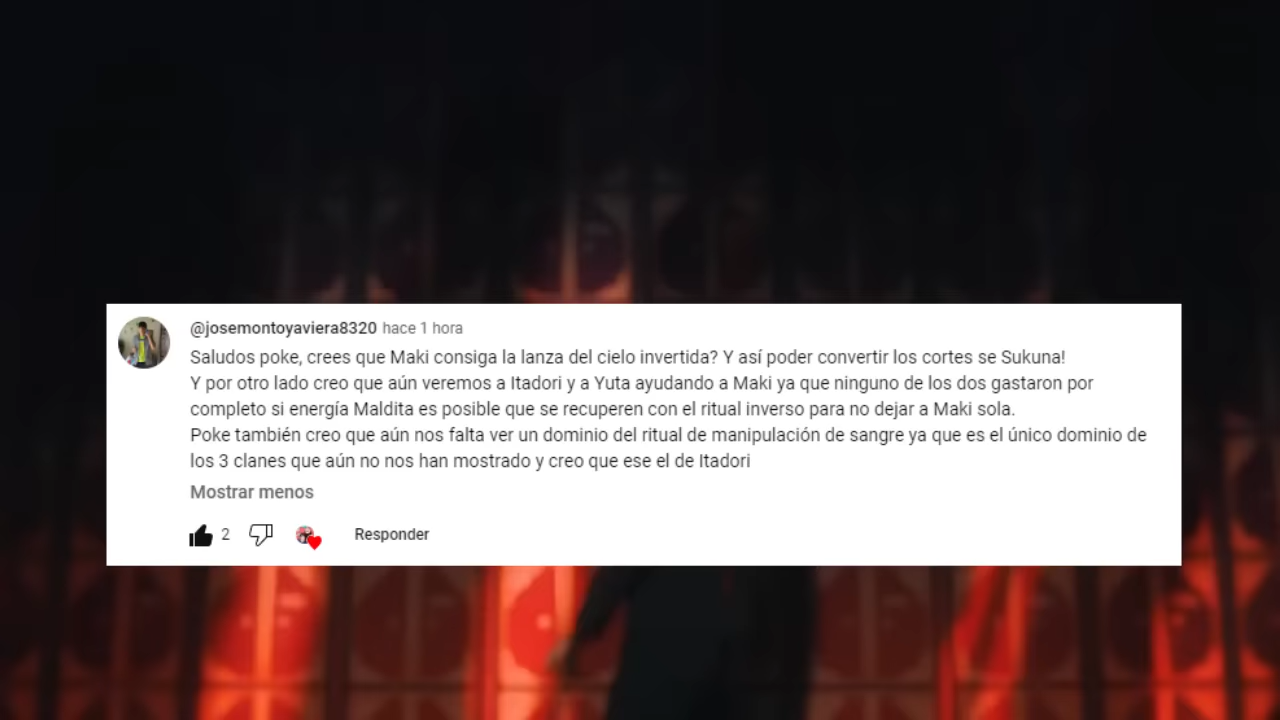 @josemontoyaviera8320 hace 1 hora
Saludos poke, crees que Maki consiga la lanza del cielo invertida? Y así poder convertir los cortes se Sukuna!
Y por otro lado creo que aún veremos a Itadori y a Yuta ayudando a Maki ya que ninguno de los dos gastaron por
completo si energía Maldita es posible que se recuperen con el ritual inverso para no dejar a Maki sola.
Poke también creo que aún nos falta ver un dominio del ritual de manipulación de sangre ya que es el único dominio de
los 3 clanes que aún no nos han mostrado y creo que ese el de Itadori
Mostrar menos
2
Responder